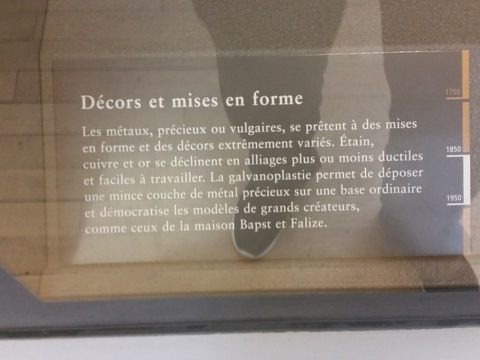 Décors et mises en forme
Les métaux, précieux ou vulgaires, se prêtent à des mises
en forme et des décors extrêmement variés. Étain,
cuivre et or se déclinent en alliages plus ou moins ductiles
et faciles à travailler. La galvanoplastie permet de déposer
une mince couche de métal précieux sur une base ordinaire
et démocratise les modèles de grands créateurs,
comme ceux de la maison Bapst et Falize.
1750
1850
1950